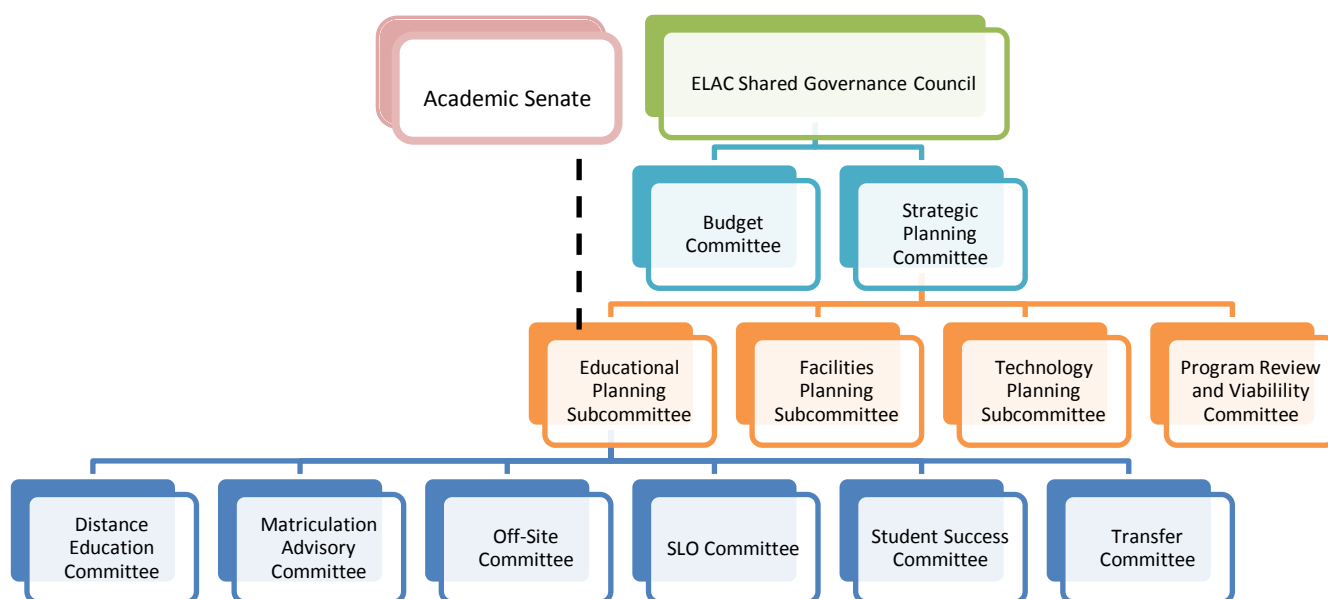 Academic Senate
ELAC Shared Governance Council
Budget
Committee
Strategic
Planning
Committee
Educational
Planning
Subcommittee
Facilities
Planning
Subcommittee
Technology
Planning
Subcommittee
Program Review
and Viabilility
Committee
Distance
Education
Committee
Matriculation
Advisory
Committee
Off-Site
Committee
SLO Committee
Student Success
Committee
Transfer
Committee